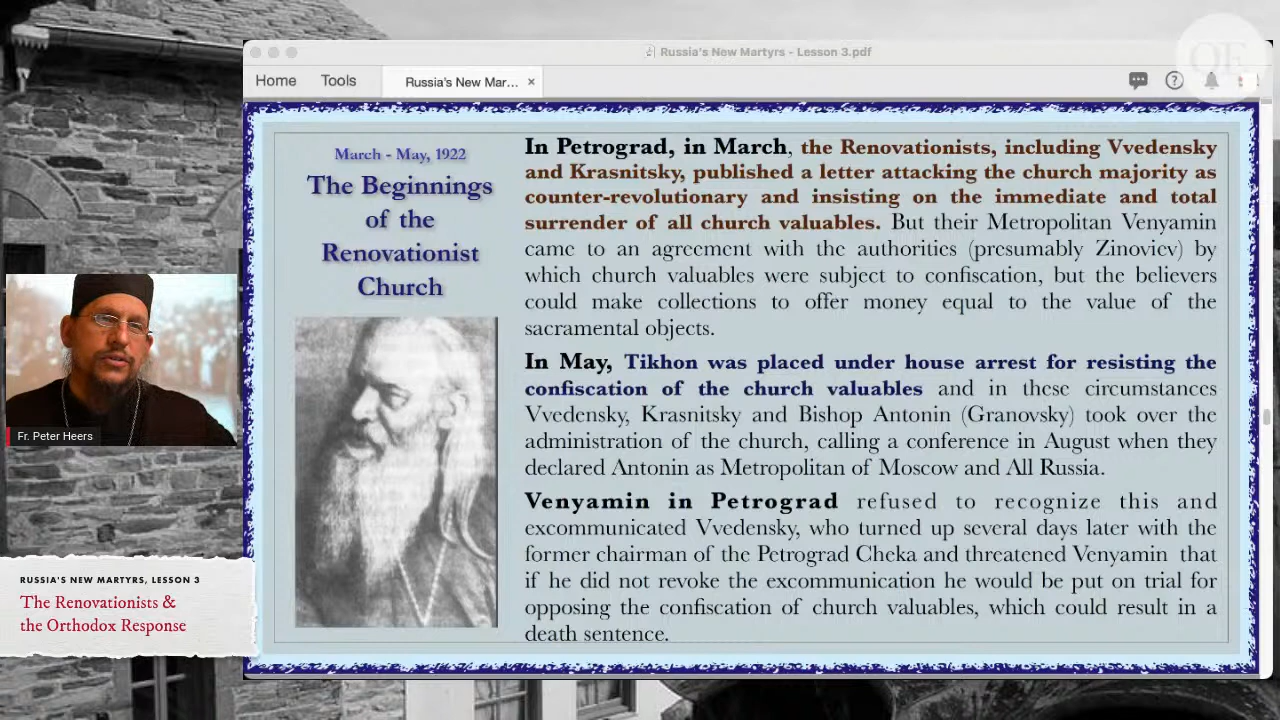 OE
Russia's New Martyrs - Lesson 3.pdf
Home
Tools
Russia's New Mar... ×
March - May, 1922
The Beginnings
of the
Renovationist
Church
In Petrograd, in March, the Renovationists, including Vvedensky
and Krasnitsky, published a letter attacking the church majority as
counter-revolutionary and insisting on the immediate and total
surrender of all church valuables. But their Metropolitan Venyamin
came to an agreement with the authorities (presumably Zinoviev) by
which church valuables were subject to confiscation, but the believers
could make collections to offer money equal to the value of the
sacramental objects.
In May, Tikhon was placed under house arrest for resisting the
confiscation of the church valuables and in these circumstances
Vvedensky, Krasnitsky and Bishop Antonin (Granovsky) took over the
administration of the church, calling a conference in August when they
declared Antonin as Metropolitan of Moscow and All Russia.
Venyamin in Petrograd refused to recognize this and
excommunicated Vvedensky, who turned up several days later with the
former chairman of the Petrograd Cheka and threatened Venyamin that
if he did not revoke the excommunication he would be put on trial for
opposing the confiscation of church valuables, which could result in a
death sentence.
Fr. Peter Heers
RUSSIA'S NEW MARTYRS, LESSON 3
The Renovationists &
the Orthodox Response